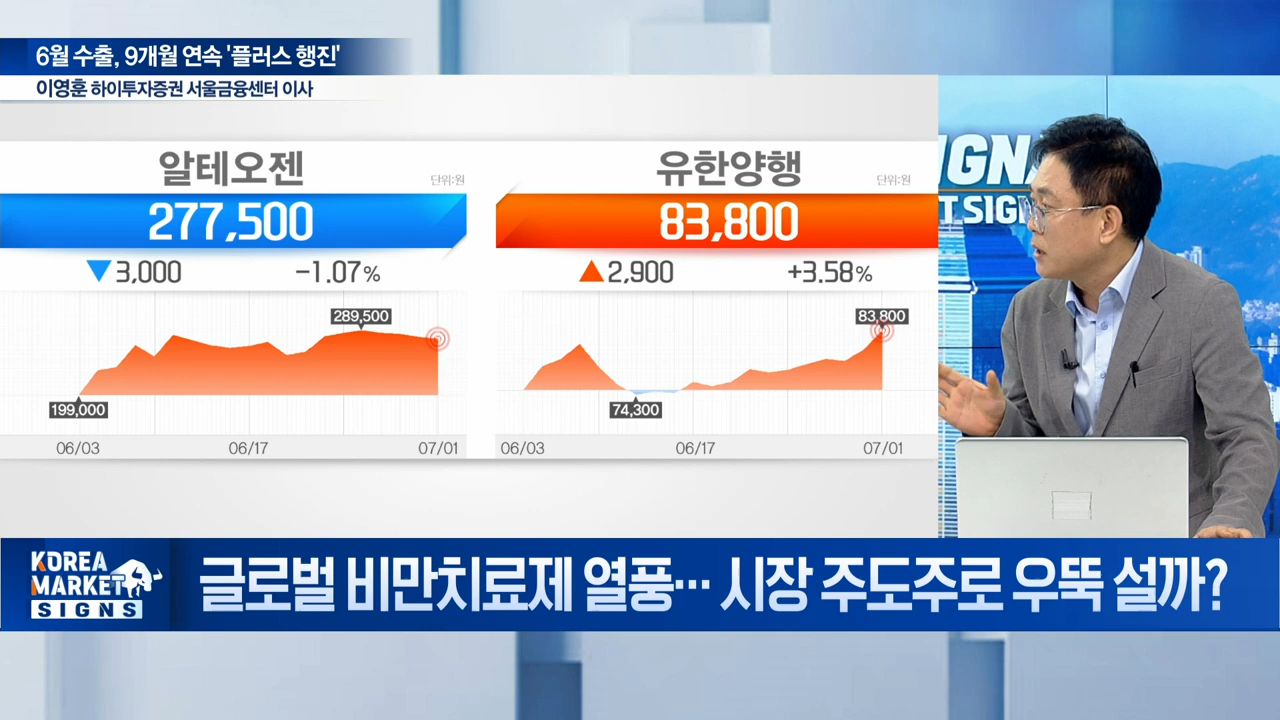 6월 수출, 9개월 연속 '플러스 행진'
이영훈 하이투자증권 서울금융센터 이사
알테오젠
단위:원
277,500
▼3,000 -1.07%
289,500
199,000
06/03 06/17 07/01
유한양행
단위:원
83,800
▲2,900 +3.58%
83,800
74,300
06/03 06/17 07/01
IGNA
T SIG
KOREA
MARKET
SIGNS
글로벌 비만치료제 열풍… 시장 주도주로 우뚝 설까?